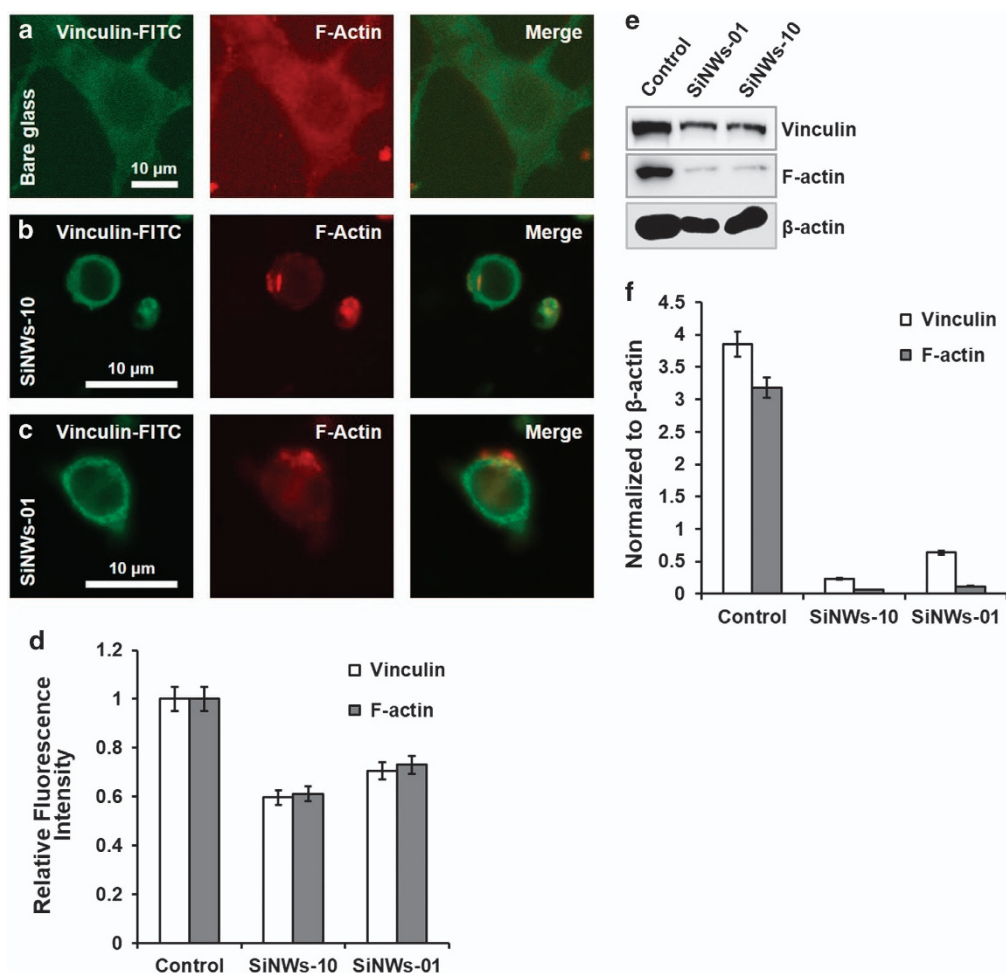 a
Vinculin-FITC
F-Actin
Merge
Bare glass
10 µm
b
Vinculin-FITC
F-Actin
Merge
SiNWs-10
10 µm
c
Vinculin-FITC
F-Actin
Merge
SiNWs-01
10 µm
d
1.2
1
0.8
0.6
0.4
0.2
0
Relative Fluorescence
Intensity
Vinculin
F-actin
Control
SiNWs-10
SiNWs-01
e
Control
SiNWs-01
SiNWs-10
Vinculin
F-actin
β-actin
f
4.5
4
3.5
3
2.5
2
1.5
1
0.5
0
Normalized to β-actin
Vinculin
F-actin
Control
SiNWs-10
SiNWs-01